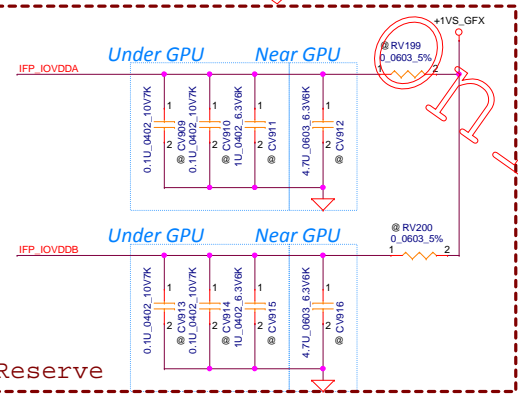 +1VS_GFX
Under GPU
Near GPU
@ RV199
0_0603_5%
IFP_IOVDDA
1
2
1
2
0.1U_0402_10V7K
@ CV909
1
2
0.1U_0402_10V7K
@ CV910
1
2
1U_0402_6.3V6K
@ CV911
1
2
4.7U_0603_6.3V6K
@ CV912
Under GPU
Near GPU
@ RV200
0_0603_5%
IFP_IOVDDB
1
2
1
2
0.1U_0402_10V7K
@ CV913
1
2
0.1U_0402_10V7K
@ CV914
1
2
1U_0402_6.3V6K
@ CV915
1
2
4.7U_0603_6.3V6K
@ CV916
Reserve